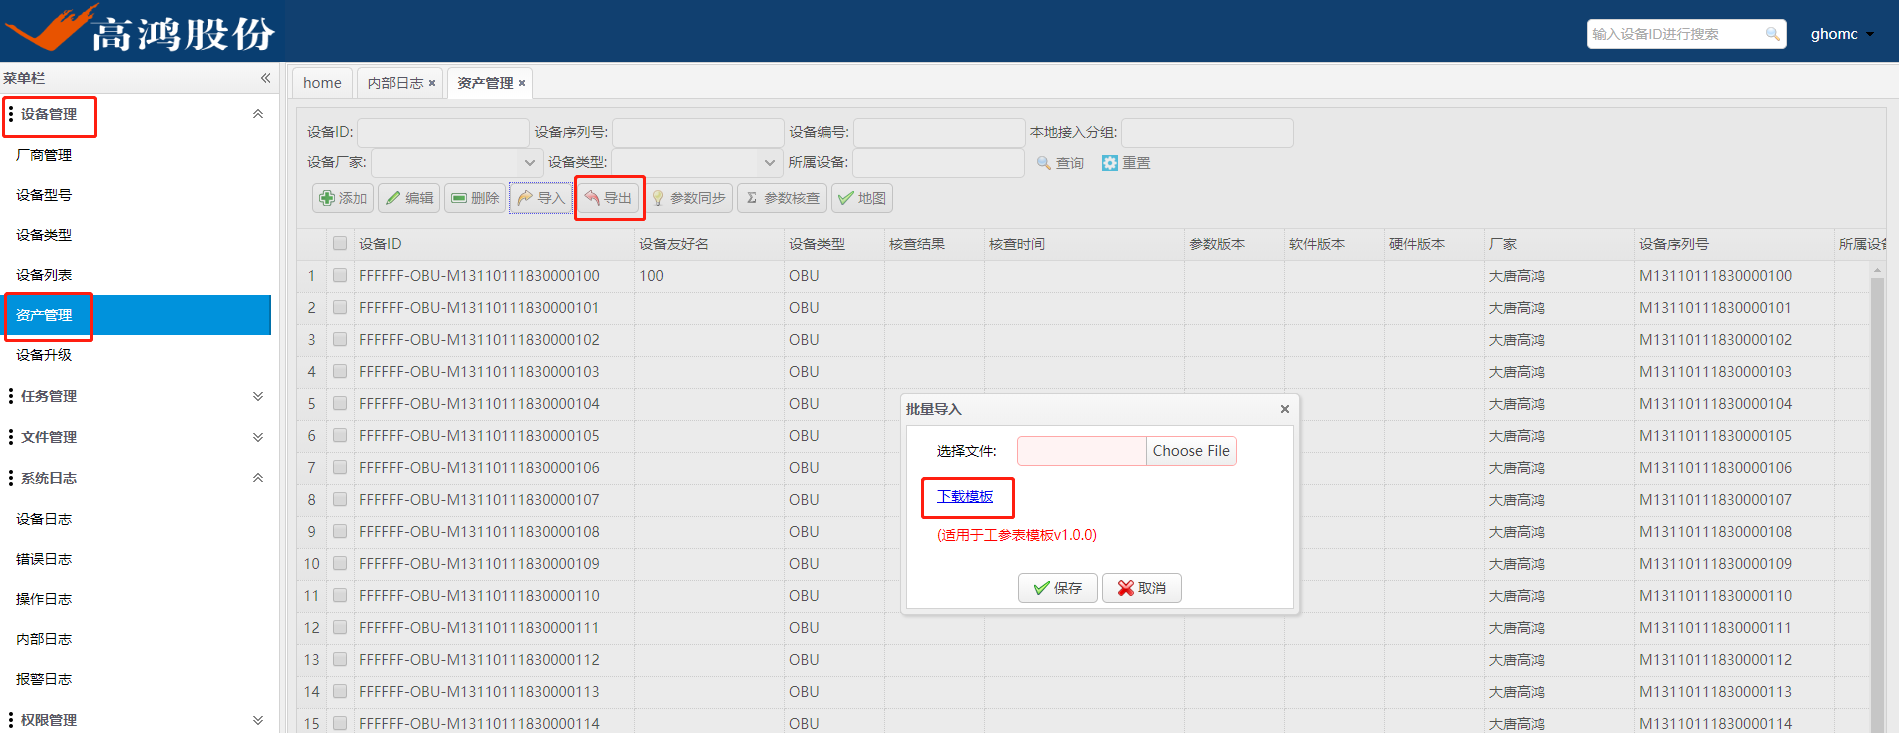 高鸿股份
输入设备ID进行搜索
ghomc
菜单栏
设备管理
厂商管理
设备型号
设备类型
设备列表
资产管理
设备升级
任务管理
文件管理
系统日志
设备日志
错误日志
操作日志
内部日志
报警日志
权限管理
home 内部日志 资产管理
设备ID: 设备序列号: 设备编号: 本地接入分组:
设备厂家: 设备类型: 所属设备: 查询 重置
添加 编辑 删除 导入 导出 参数同步 Σ 参数核查 地图
设备ID 设备友好名 设备类型 核查结果 核查时间 参数版本 软件版本 硬件版本 厂家 设备序列号 所属设备
1 FFFFFF-OBU-M13110111830000100 100 OBU 大唐高鸿 M13110111830000100
2 FFFFFF-OBU-M13110111830000101 OBU 大唐高鸿 M13110111830000101
3 FFFFFF-OBU-M13110111830000102 OBU 大唐高鸿 M13110111830000102
4 FFFFFF-OBU-M13110111830000103 OBU 大唐高鸿 M13110111830000103
5 FFFFFF-OBU-M13110111830000104 OBU 大唐高鸿 M13110111830000104
6 FFFFFF-OBU-M13110111830000105 OBU 大唐高鸿 M13110111830000105
7 FFFFFF-OBU-M13110111830000106 OBU 大唐高鸿 M13110111830000106
8 FFFFFF-OBU-M13110111830000107 OBU 大唐高鸿 M13110111830000107
9 FFFFFF-OBU-M13110111830000108 OBU 大唐高鸿 M13110111830000108
10 FFFFFF-OBU-M13110111830000109 OBU 大唐高鸿 M13110111830000109
11 FFFFFF-OBU-M13110111830000110 OBU 大唐高鸿 M13110111830000110
12 FFFFFF-OBU-M13110111830000111 OBU 大唐高鸿 M13110111830000111
13 FFFFFF-OBU-M13110111830000112 OBU 大唐高鸿 M13110111830000112
14 FFFFFF-OBU-M13110111830000113 OBU 大唐高鸿 M13110111830000113
15 FFFFFF-OBU-M13110111830000114 OBU 大唐高鸿 M13110111830000114
批量导入
选择文件: Choose File
下载模板
(适用于工参表模板v1.0.0)
保存 取消